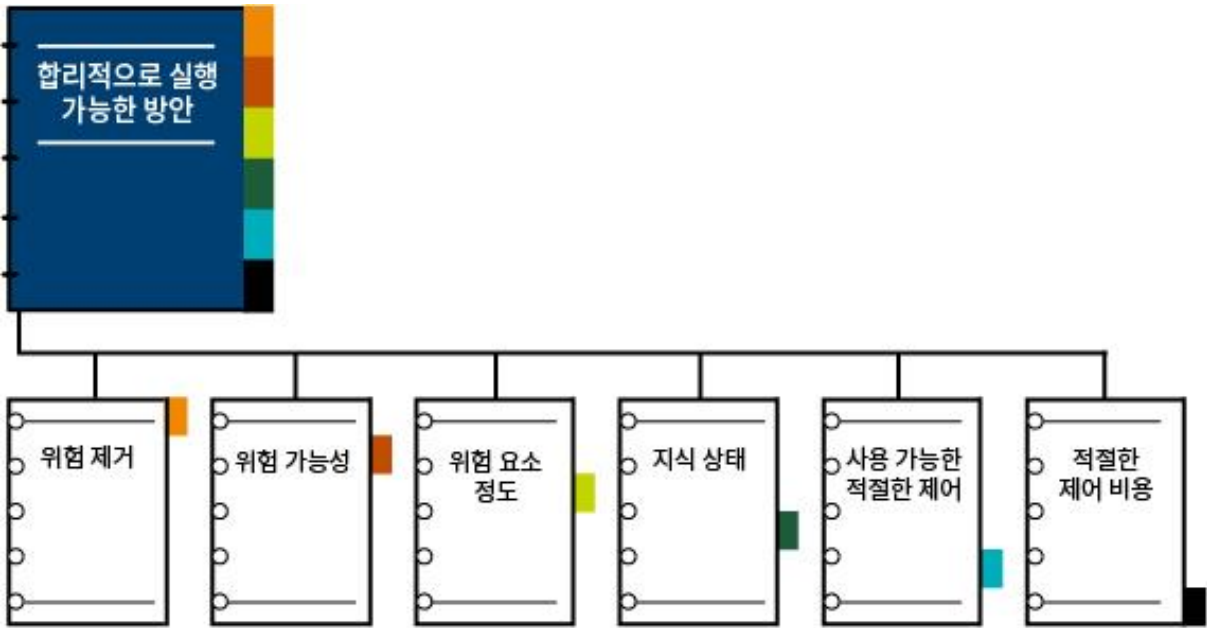 합리적으로 실행
가능한 방안
위험 제거
위험 가능성
위험 요소
정도
지식 상태
사용 가능한
적절한 제어
적절한
제어 비용